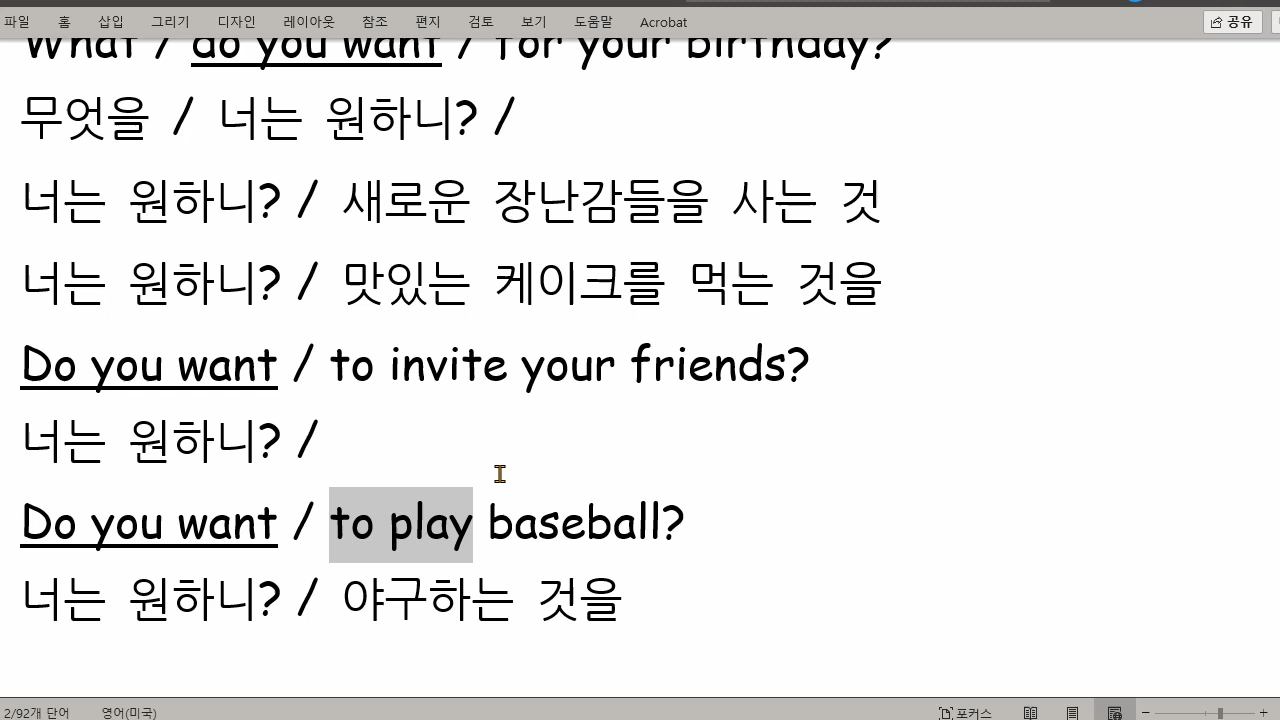 파일 홈 삽입 그리기 디자인 레이아웃 참조 편지 검토 보기 도움말 Acrobat 공유
What / do you want / for your birthday?
무엇을 / 너는 원하니? /
너는 원하니? / 새로운 장난감들을 사는 것
너는 원하니? / 맛있는 케이크를 먹는 것을
Do you want / to invite your friends?
너는 원하니? /
Do you want / to play baseball?
너는 원하니? / 야구하는 것을
2/92개 단어 영어(미국) 포커스